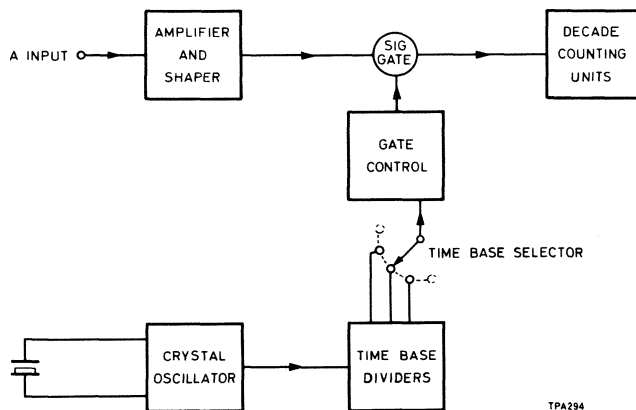 A INPUT
AMPLIFIER
AND
SHAPER
SIG
GATE
DECADE
COUNTING
UNITS
GATE
CONTROL
TIME BASE SELECTOR
CRYSTAL
OSCILLATOR
TIME BASE
DIVIDERS
TPA294